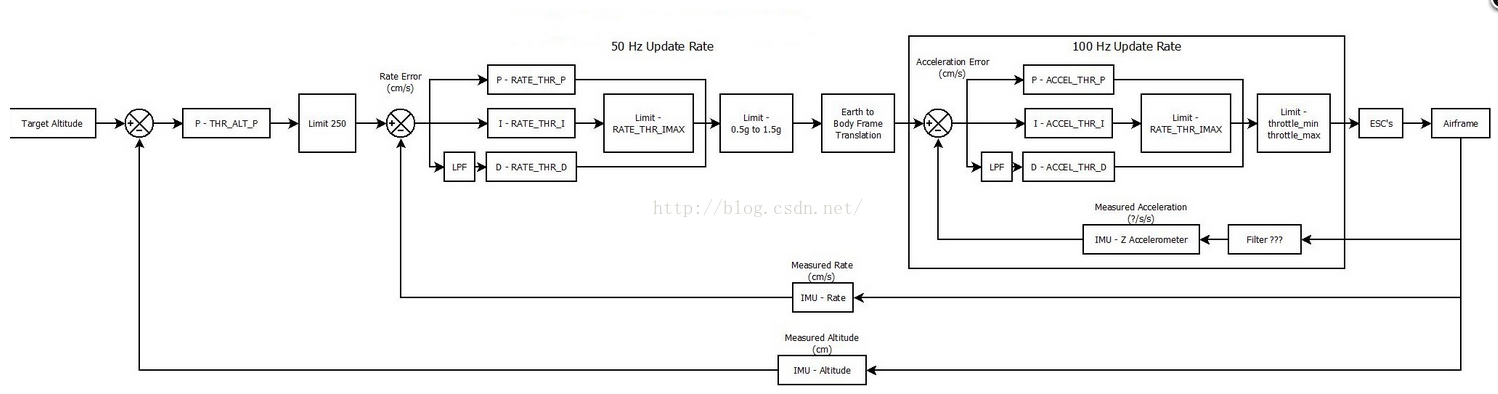 50 Hz Update Rate
100 Hz Update Rate
Rate Error
(cm/s)
Acceleration Error
(cm/s)
P - RATE_THR_P
P - ACCEL_THR_P
Target Altitude
+
-
P - THR_ALT_P
Limit 250
+
-
I - RATE_THR_I
Limit -
RATE_THR_IMAX
Limit -
0.5g to 1.5g
Earth to
Body Frame
Translation
+
-
I - ACCEL_THR_I
Limit -
RATE_THR_IMAX
Limit -
throttle_min
throttle_max
ESC's
Airframe
LPF
D - RATE_THR_D
LPF
D - ACCEL_THR_D
http://blog.csdn.net/
Measured Acceleration
(?/s/s)
IMU - Z Accelerometer
Filter ???
Measured Rate
(cm/s)
IMU - Rate
Measured Altitude
(cm)
IMU - Altitude